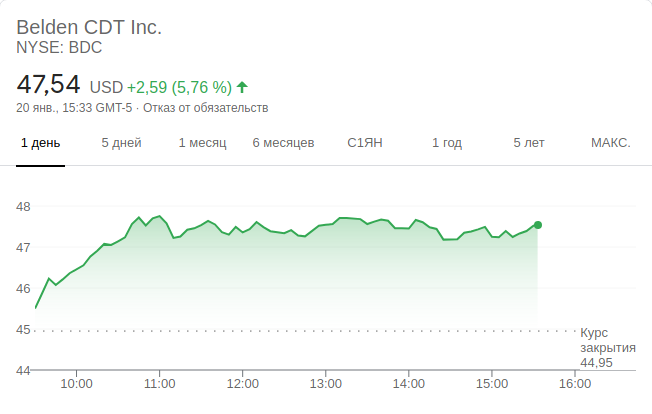 Belden CDT Inc.
NYSE: BDC
47,54 USD +2,59 (5,76 %)
20 янв., 15:33 GMT-5 · Отказ от обязательств
1 день 5 дней 1 месяц 6 месяцев С1ЯН 1 год 5 лет МАКС.
48
47
46
45
Курс
закрытия
44,95
44
10:00 11:00 12:00 13:00 14:00 15:00 16:00